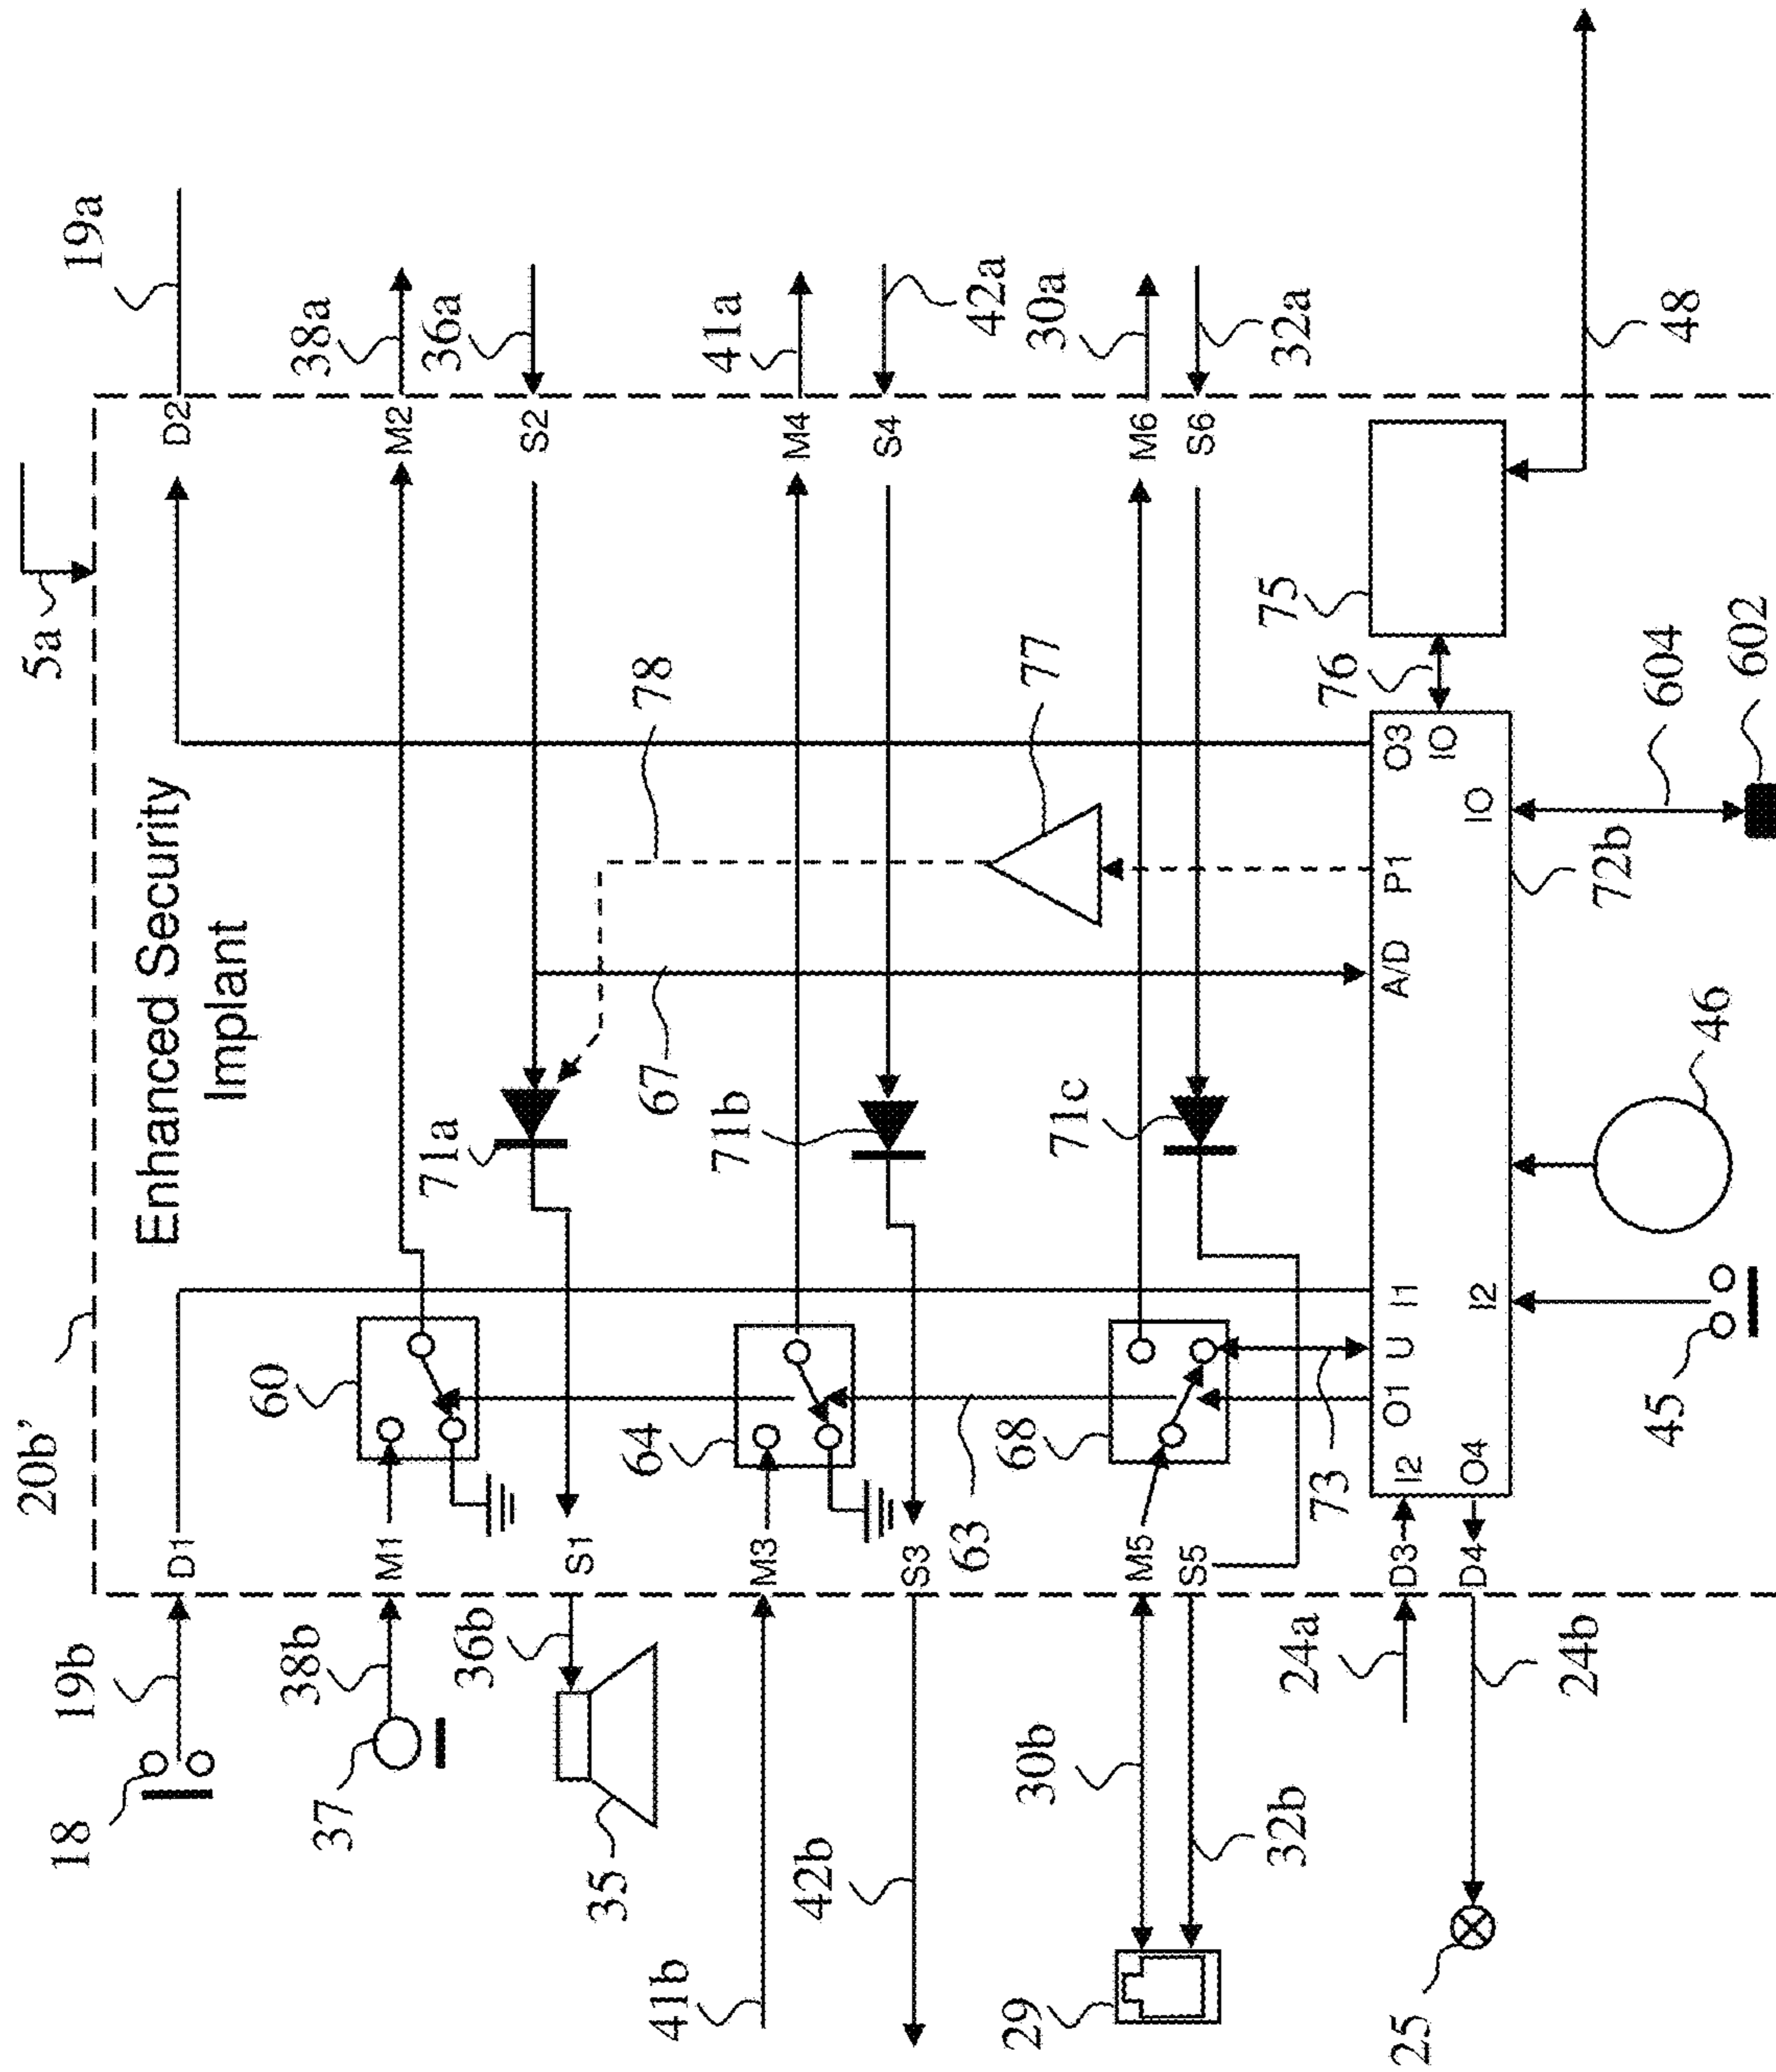 20b’
5a
Enhanced Security
Implant
18
19b
D1
D2
19a
37
38b
M1
60
M2
38a
35
36b
S1
71a
67
78
S2
36a
41b
M3
64
M4
41a
42b
S3
63
71b
77
S4
42a
29
30b
M5
68
71c
M6
30a
32b
S5
S6
32a
73
24a
D3
I2
O1
U
I1
A/D
P1
O3
IO
76
75
25
24b
D4
O4
I2
IO
72b
604
602
45
46
48